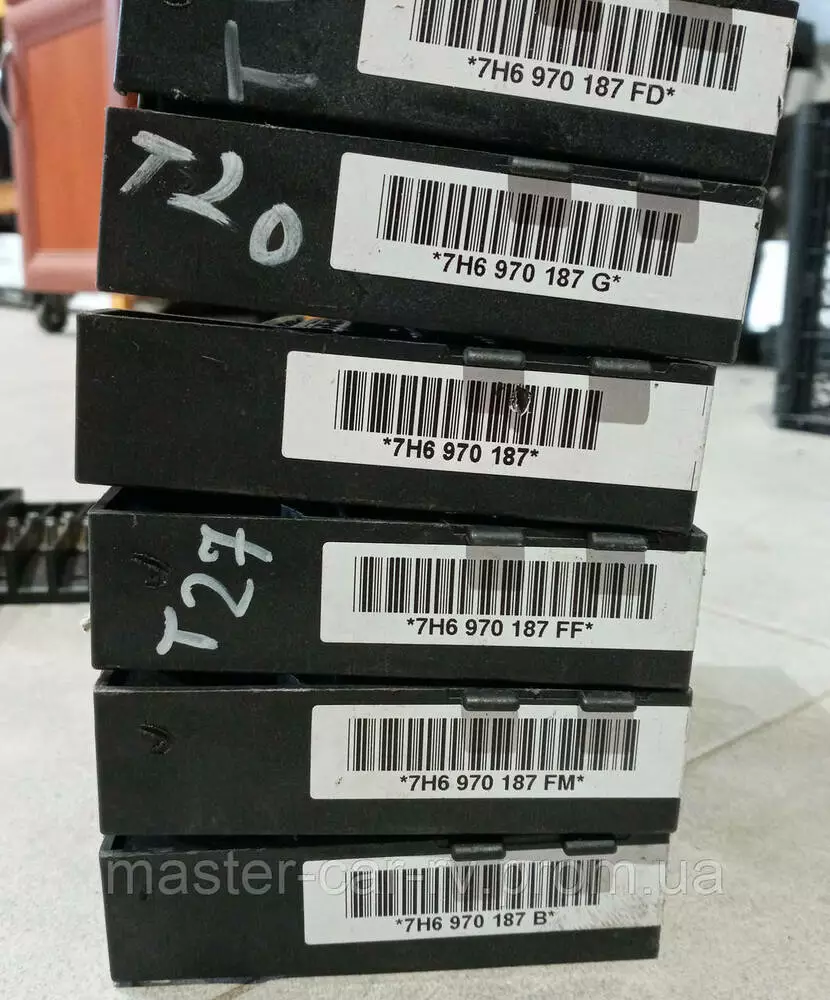 *7H6 970 187 FD*
T
T20
*7H6 970 187 G*
*7H6 970 187*
T27
*7H6 970 187 FF*
*7H6 970 187 FM*
master-car-rv.prom.ua
*7H6 970 187 B*